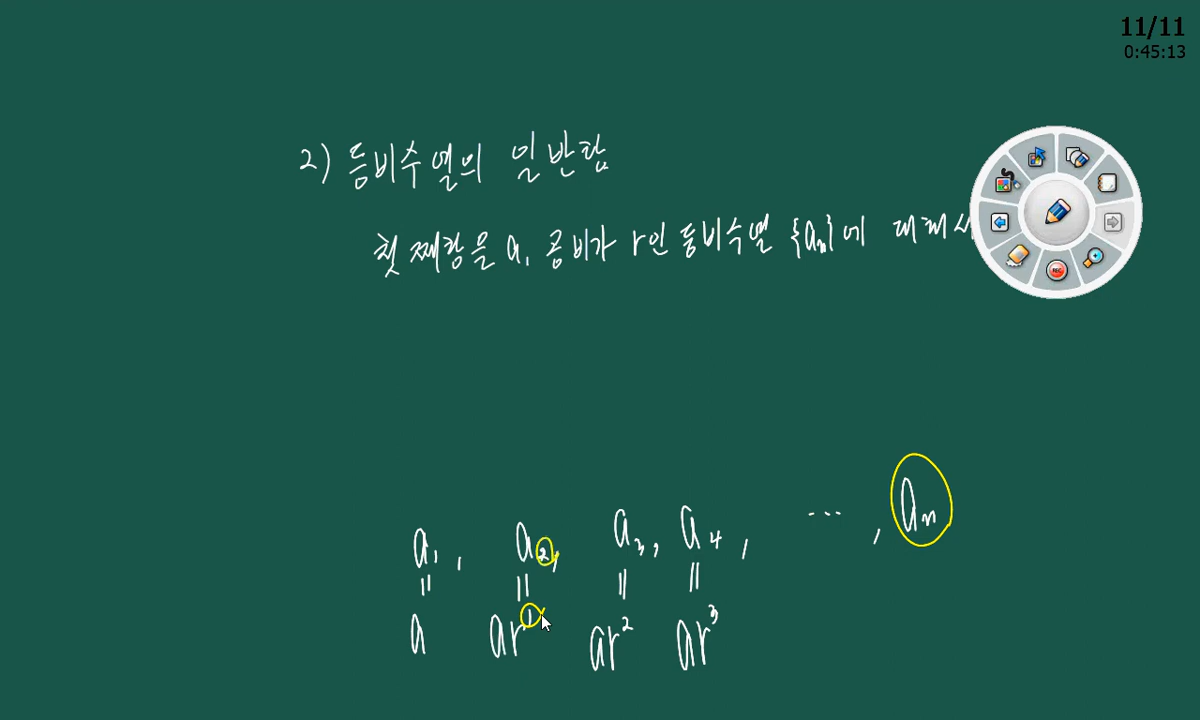 11/11
0:45:13
2) 등비수열의 일반항
첫째항을 a, 공비가 r인 등비수열 {aₙ}에 대해서
REC
a₁, a₂, a₃, a₄, ⋯, aₙ
= = = =
a ar¹ ar² ar³